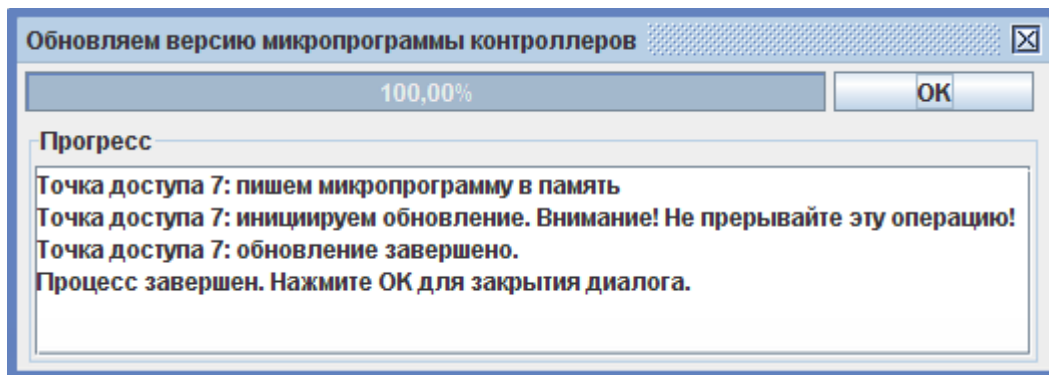 Обновляем версию микропрограммы контроллеров
100,00%
ОК
Прогресс
Точка доступа 7: пишем микропрограмму в память
Точка доступа 7: инициируем обновление. Внимание! Не прерывайте эту операцию!
Точка доступа 7: обновление завершено.
Процесс завершен. Нажмите ОК для закрытия диалога.